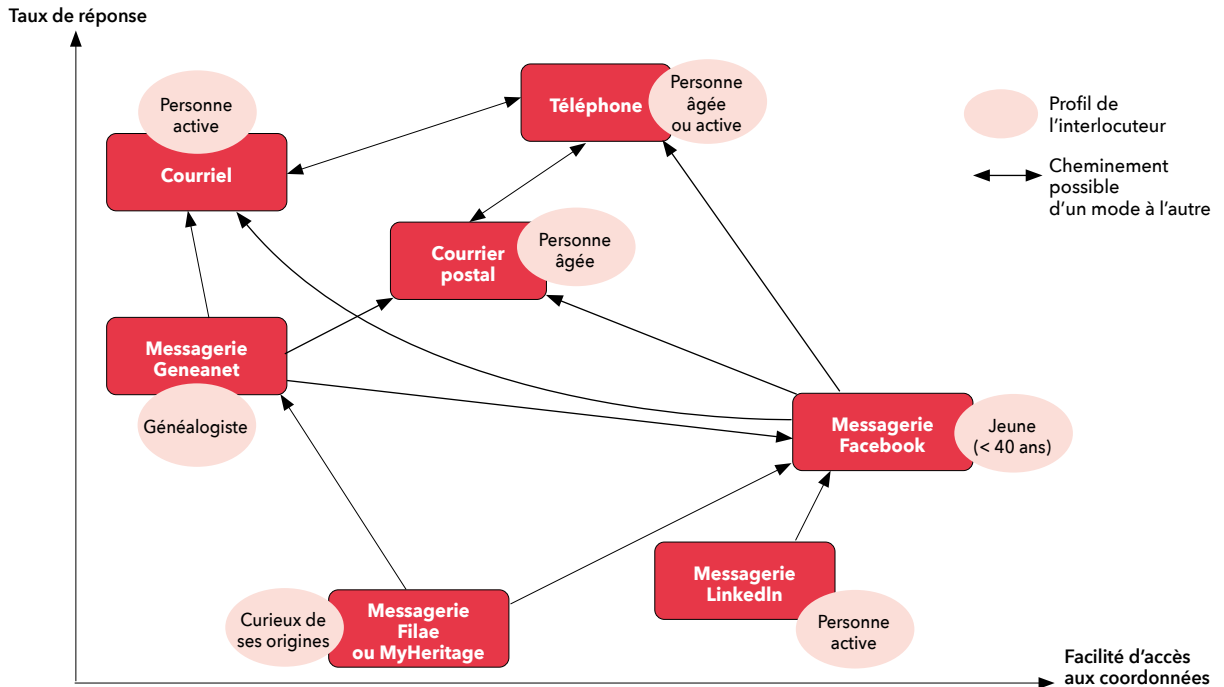 Taux de réponse
Personne
active
Courriel
Téléphone
Personne
âgée
ou active
Profil de
l'interlocuteur
Cheminement
possible
d'un mode à l'autre
Courrier
postal
Personne
âgée
Messagerie
Geneanet
Généalogiste
Messagerie
Facebook
Jeune
(< 40 ans)
Messagerie
LinkedIn
Personne
active
Curieux de
ses origines
Messagerie
Filae
ou MyHeritage
Facilité d'accès
aux coordonnées